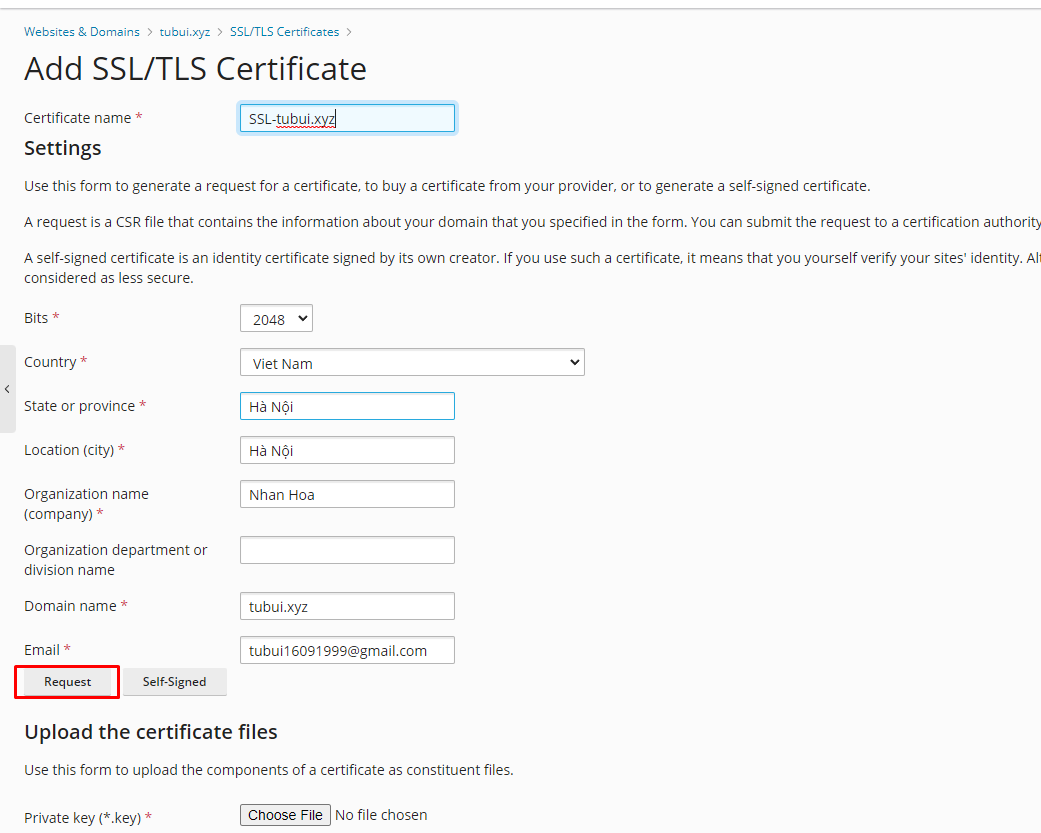 Websites & Domains > tubui.xyz > SSL/TLS Certificates >
Add SSL/TLS Certificate
Certificate name * SSL-tubui.xyz
Settings
Use this form to generate a request for a certificate, to buy a certificate from your provider, or to generate a self-signed certificate.
A request is a CSR file that contains the information about your domain that you specified in the form. You can submit the request to a certification authority
A self-signed certificate is an identity certificate signed by its own creator. If you use such a certificate, it means that you yourself verify your sites' identity. Al
considered as less secure.
Bits * 2048
Country * Viet Nam
State or province * Hà Nội
Location (city) * Hà Nội
Organization name
(company) * Nhan Hoa
Organization department or
division name
Domain name * tubui.xyz
Email * tubui16091999@gmail.com
Request Self-Signed
Upload the certificate files
Use this form to upload the components of a certificate as constituent files.
Private key (*.key) * Choose File No file chosen